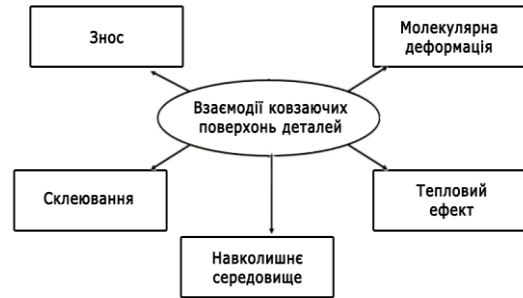 Знос
Молекулярна
деформація
Взаємодії ковзаючих
поверхонь деталей
Склеювання
Тепловий
ефект
Навколишнє
середовище